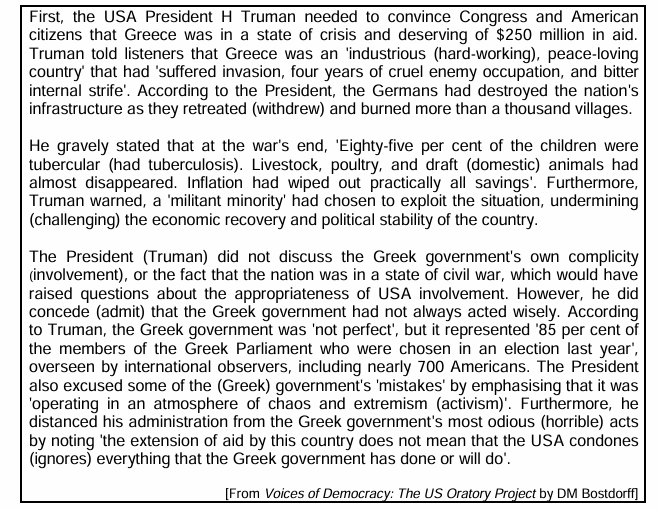 First, the USA President H Truman needed to convince Congress and American
citizens that Greece was in a state of crisis and deserving of $250 million in aid.
Truman told listeners that Greece was an 'industrious (hard-working), peace-loving
country' that had 'suffered invasion, four years of cruel enemy occupation, and bitter
internal strife'. According to the President, the Germans had destroyed the nation's
infrastructure as they retreated (withdrew) and burned more than a thousand villages.

He gravely stated that at the war's end, 'Eighty-five per cent of the children were
tubercular (had tuberculosis). Livestock, poultry, and draft (domestic) animals had
almost disappeared. Inflation had wiped out practically all savings'. Furthermore,
Truman warned, a 'militant minority' had chosen to exploit the situation, undermining
(challenging) the economic recovery and political stability of the country.

The President (Truman) did not discuss the Greek government's own complicity
(involvement), or the fact that the nation was in a state of civil war, which would have
raised questions about the appropriateness of USA involvement. However, he did
concede (admit) that the Greek government had not always acted wisely. According
to Truman, the Greek government was 'not perfect', but it represented '85 per cent of
the members of the Greek Parliament who were chosen in an election last year',
overseen by international observers, including nearly 700 Americans. The President
also excused some of the (Greek) government's 'mistakes' by emphasising that it was
'operating in an atmosphere of chaos and extremism (activism)'. Furthermore, he
distanced his administration from the Greek government's most odious (horrible) acts
by noting 'the extension of aid by this country does not mean that the USA condones
(ignores) everything that the Greek government has done or will do'.

[From Voices of Democracy: The US Oratory Project by DM Bostdorff]